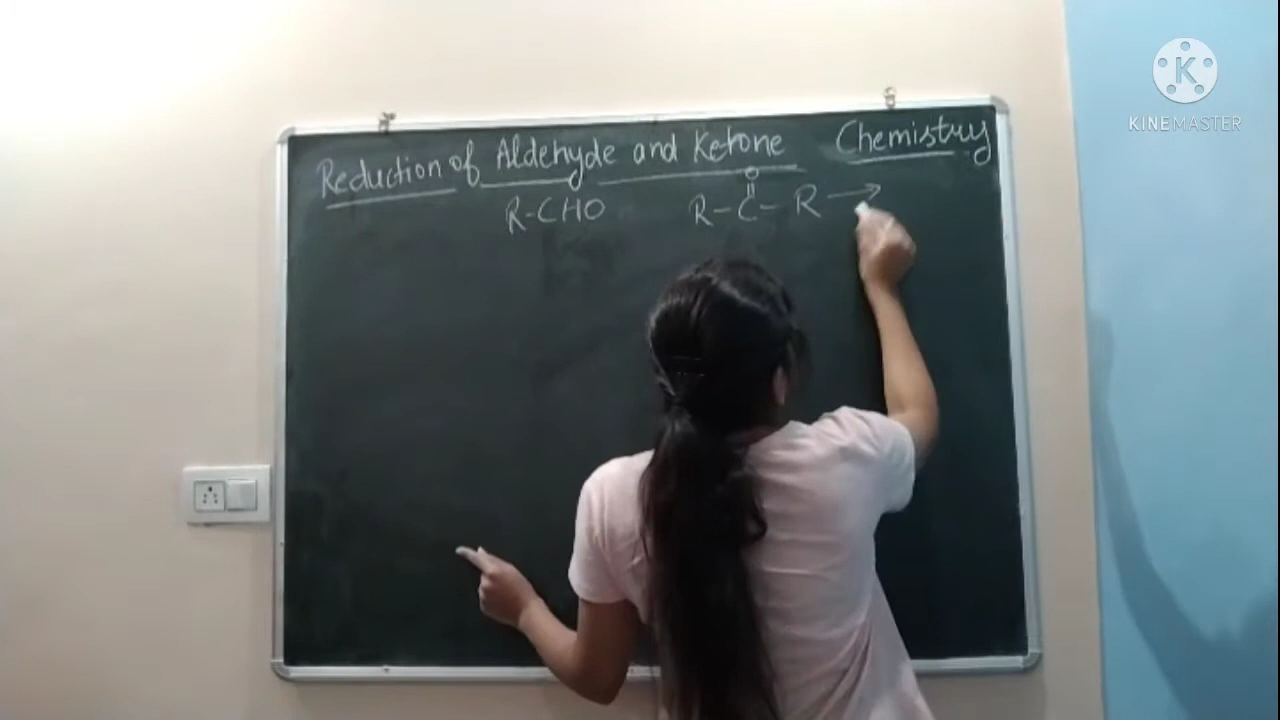 Reduction of Aldehyde and Ketone Chemistry
O
R-CHO R-C-R →
K
KINEMASTER